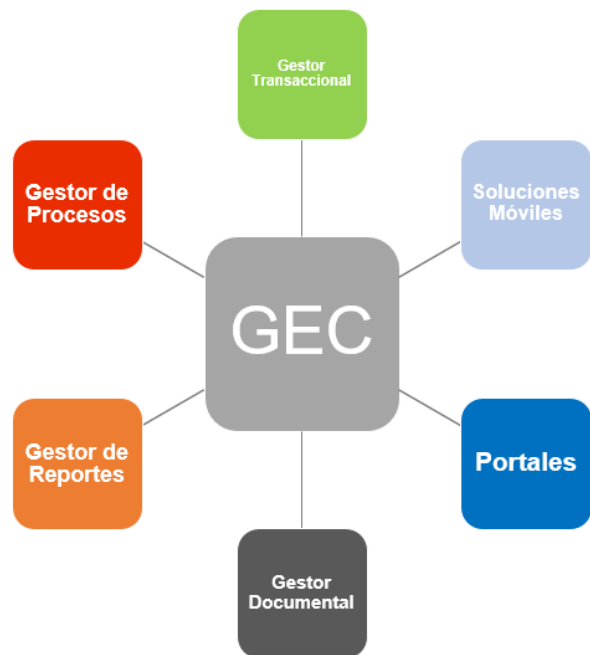 Gestor
Transaccional
Gestor de
Procesos
Soluciones
Móviles
GEC
Gestor de
Reportes
Portales
Gestor
Documental